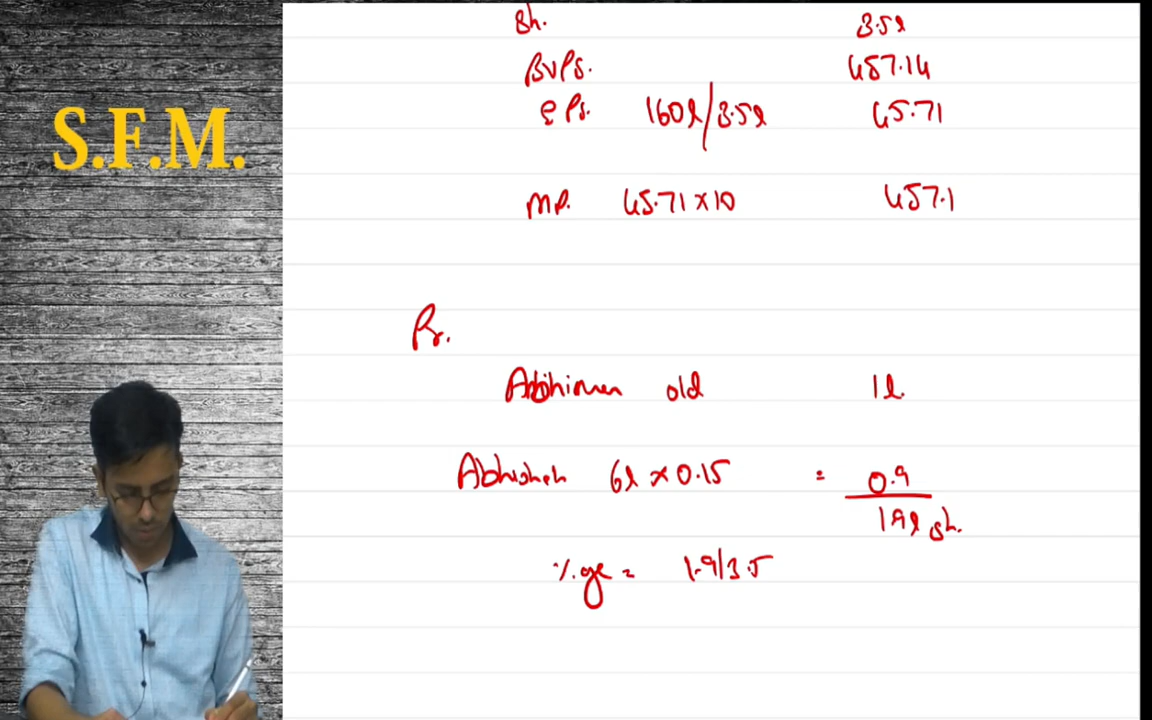 S.F.M.
Sh. 3.5l
BVPS. 457.14
EPS. 160l/3.5l 45.71
MP. 45.71×10 457.1
Pr.
Abhiman old 1l.
Abhishek 6l × 0.15 = 0.9
1.9l sh.
%.ge = 1.9/3.5